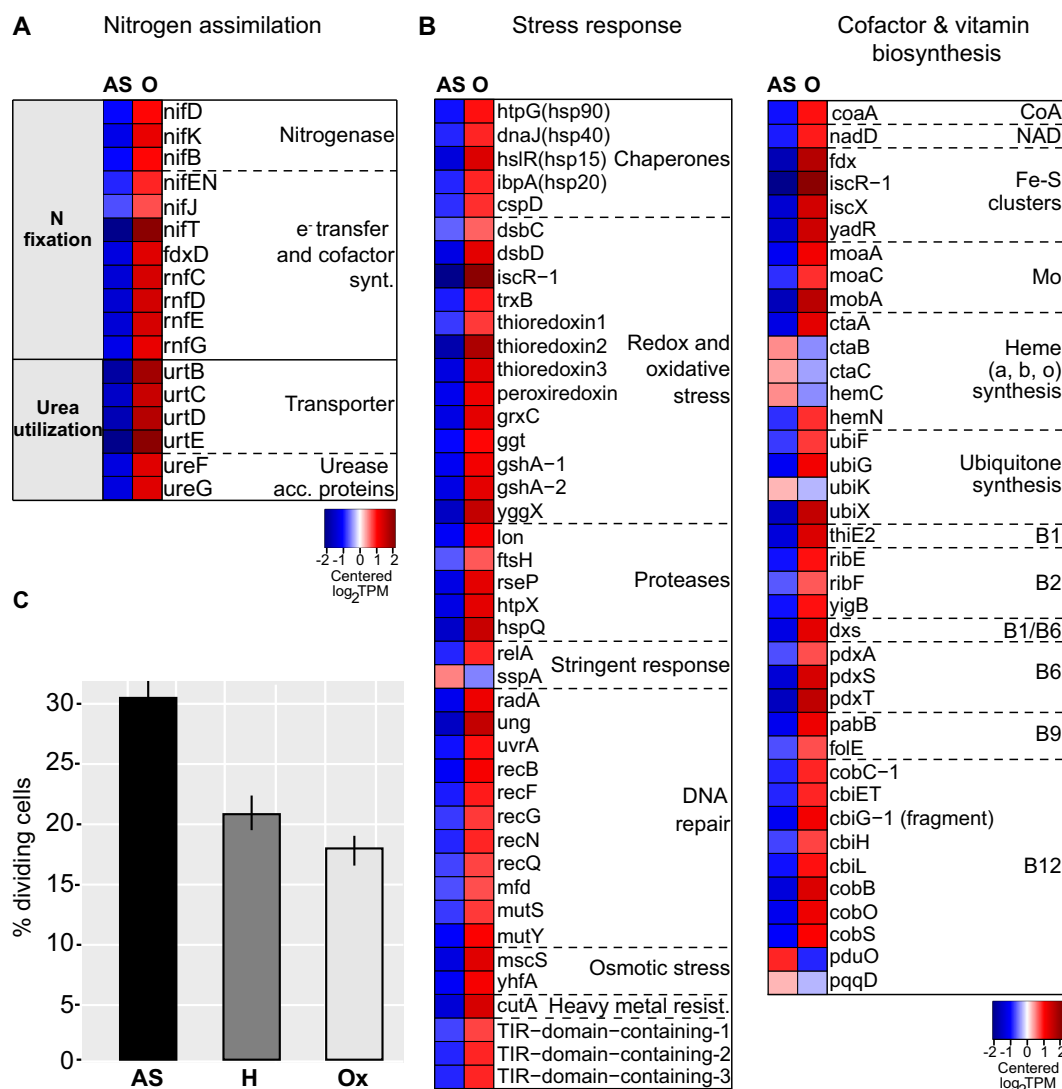 A
Nitrogen assimilation
AS O
N
fixation
nifD
nifK
nifB
Nitrogenase
nifEN
nifJ
nifT
fdxD
rnfC
rnfD
rnfE
rnfG
e- transfer
and cofactor
synt.
Urea
utilization
urtB
urtC
urtD
urtE
Transporter
ureF
ureG
Urease
acc. proteins
-2 -1 0 1 2
Centered
log2TPM
B
Stress response
AS O
htpG(hsp90)
dnaJ(hsp40)
hslR(hsp15)
ibpA(hsp20)
cspD
Chaperones
dsbC
dsbD
iscR−1
trxB
thioredoxin1
thioredoxin2
thioredoxin3
peroxiredoxin
grxC
ggt
gshA−1
gshA−2
yggX
Redox and
oxidative
stress
lon
ftsH
rseP
htpX
hspQ
Proteases
relA
sspA
Stringent response
radA
ung
uvrA
recB
recF
recG
recN
recQ
mfd
mutS
mutY
DNA
repair
mscS
yhfA
Osmotic stress
cutA
Heavy metal resist.
TIR−domain−containing-1
TIR−domain−containing-2
TIR−domain−containing-3
Cofactor & vitamin
biosynthesis
AS O
coaA
CoA
nadD
NAD
fdx
iscR−1
iscX
yadR
Fe-S
clusters
moaA
moaC
mobA
Mo
ctaA
ctaB
ctaC
hemC
hemN
Heme
(a, b, o)
synthesis
ubiF
ubiG
ubiK
ubiX
Ubiquitone
synthesis
thiE2
B1
ribE
ribF
yigB
B2
dxs
B1/B6
pdxA
pdxS
pdxT
B6
pabB
folE
B9
cobC−1
cbiET
cbiG−1 (fragment)
cbiH
cbiL
cobB
cobO
cobS
pduO
pqqD
B12
-2 -1 0 1 2
Centered
log2TPM
C
% dividing cells
30
25
20
15
10
5
0
AS
H
Ox